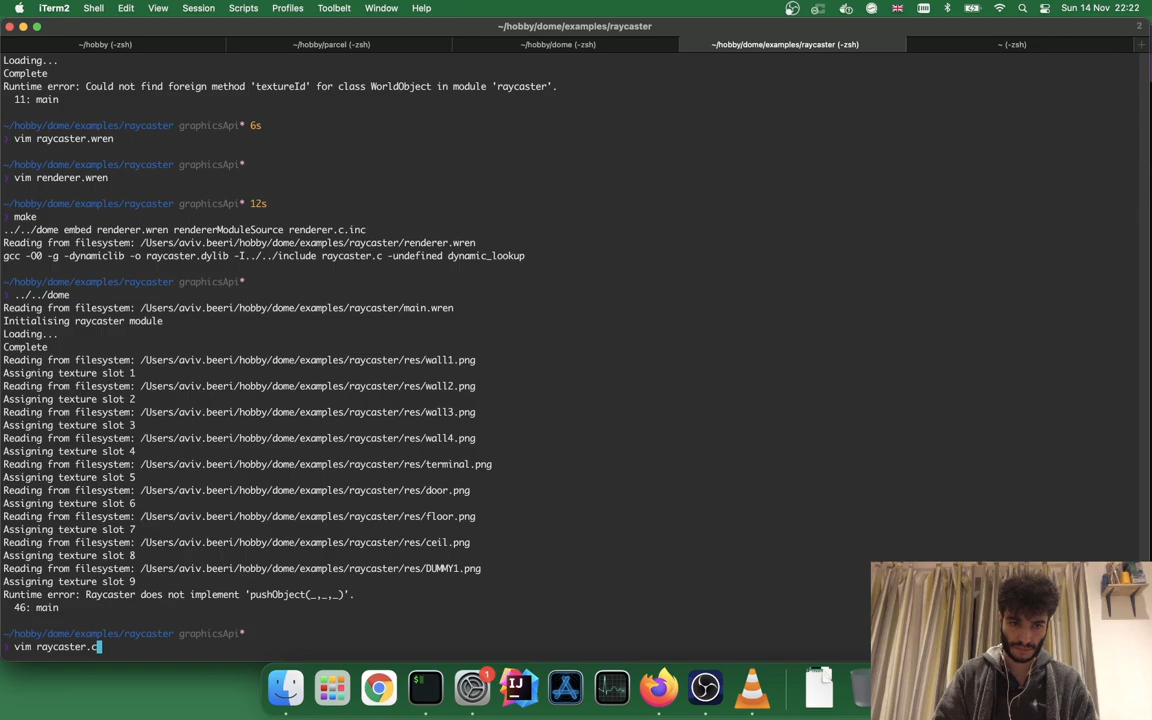 iTerm2 Shell Edit View Session Scripts Profiles Toolbelt Window Help Sun 14 Nov 22:22
~/hobby/dome/examples/raycaster 2
~/hobby (-zsh) ~/hobby/parcel (-zsh) ~/hobby/dome (-zsh) ~/hobby/dome/examples/raycaster (-zsh) ~ (-zsh)
Loading...
Complete
Runtime error: Could not find foreign method 'textureId' for class WorldObject in module 'raycaster'.
11: main
~/hobby/dome/examples/raycaster graphicsApi* 6s
❯ vim raycaster.wren
~/hobby/dome/examples/raycaster graphicsApi*
❯ vim renderer.wren
~/hobby/dome/examples/raycaster graphicsApi* 12s
❯ make
../../dome embed renderer.wren rendererModuleSource renderer.c.inc
Reading from filesystem: /Users/aviv.beeri/hobby/dome/examples/raycaster/renderer.wren
gcc -O0 -g -dynamiclib -o raycaster.dylib -I../../include raycaster.c -undefined dynamic_lookup
~/hobby/dome/examples/raycaster graphicsApi*
❯ ../../dome
Reading from filesystem: /Users/aviv.beeri/hobby/dome/examples/raycaster/main.wren
Initialising raycaster module
Loading...
Complete
Reading from filesystem: /Users/aviv.beeri/hobby/dome/examples/raycaster/res/wall1.png
Assigning texture slot 1
Reading from filesystem: /Users/aviv.beeri/hobby/dome/examples/raycaster/res/wall2.png
Assigning texture slot 2
Reading from filesystem: /Users/aviv.beeri/hobby/dome/examples/raycaster/res/wall3.png
Assigning texture slot 3
Reading from filesystem: /Users/aviv.beeri/hobby/dome/examples/raycaster/res/wall4.png
Assigning texture slot 4
Reading from filesystem: /Users/aviv.beeri/hobby/dome/examples/raycaster/res/terminal.png
Assigning texture slot 5
Reading from filesystem: /Users/aviv.beeri/hobby/dome/examples/raycaster/res/door.png
Assigning texture slot 6
Reading from filesystem: /Users/aviv.beeri/hobby/dome/examples/raycaster/res/floor.png
Assigning texture slot 7
Reading from filesystem: /Users/aviv.beeri/hobby/dome/examples/raycaster/res/ceil.png
Assigning texture slot 8
Reading from filesystem: /Users/aviv.beeri/hobby/dome/examples/raycaster/res/DUMMY1.png
Assigning texture slot 9
Runtime error: Raycaster does not implement 'pushObject(_,_,_)'.
46: main
~/hobby/dome/examples/raycaster graphicsApi*
❯ vim raycaster.c
$
1
IJ